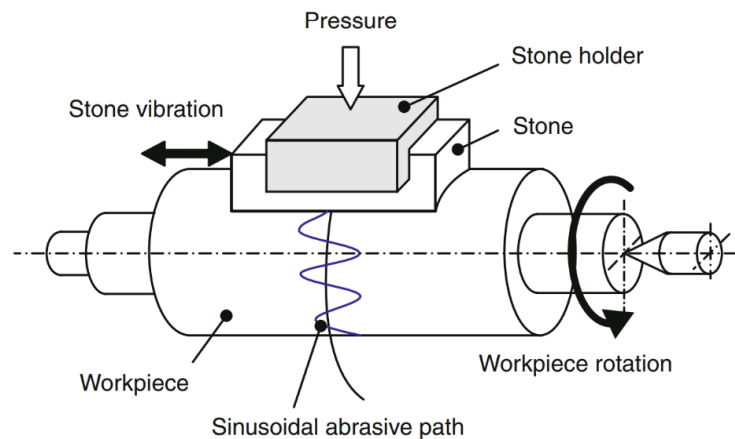 Pressure
Stone holder
Stone vibration
Stone
Workpiece rotation
Workpiece
Sinusoidal abrasive path